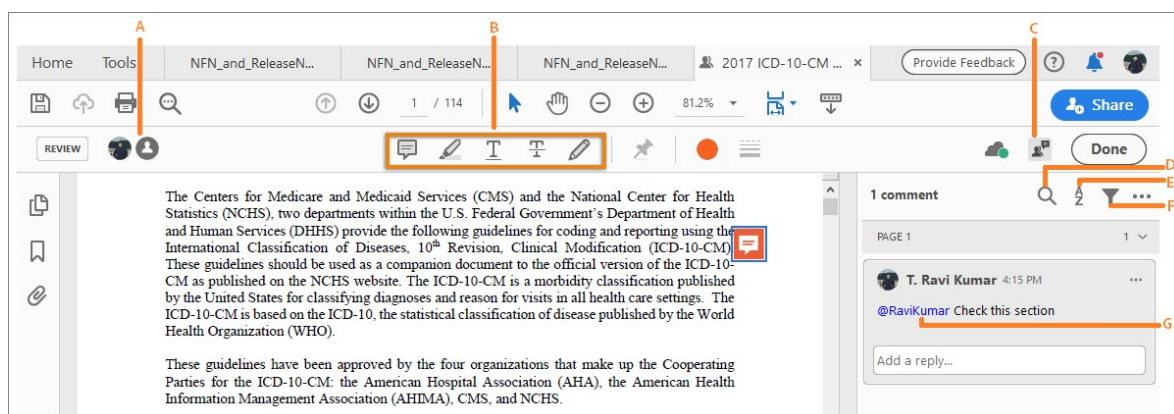 A
B
C
Home
Tools
NFN_and_ReleaseN...
NFN_and_ReleaseN...
NFN_and_ReleaseN...
2017 ICD-10-CM ... ×
Provide Feedback
?
1 / 114
81.2%
Share
REVIEW
T
T
Done
D
E
F
1 comment
A
Z
The Centers for Medicare and Medicaid Services (CMS) and the National Center for Health
Statistics (NCHS), two departments within the U.S. Federal Government's Department of Health
and Human Services (DHHS) provide the following guidelines for coding and reporting using the
International Classification of Diseases, 10th Revision, Clinical Modification (ICD-10-CM)
These guidelines should be used as a companion document to the official version of the ICD-10-
CM as published on the NCHS website. The ICD-10-CM is a morbidity classification published
by the United States for classifying diagnoses and reason for visits in all health care settings. The
ICD-10-CM is based on the ICD-10, the statistical classification of disease published by the World
Health Organization (WHO).
These guidelines have been approved by the four organizations that make up the Cooperating
Parties for the ICD-10-CM: the American Hospital Association (AHA), the American Health
Information Management Association (AHIMA), CMS, and NCHS.
PAGE 1
1
T. Ravi Kumar 4:15 PM
...
@RaviKumar Check this section
G
Add a reply...